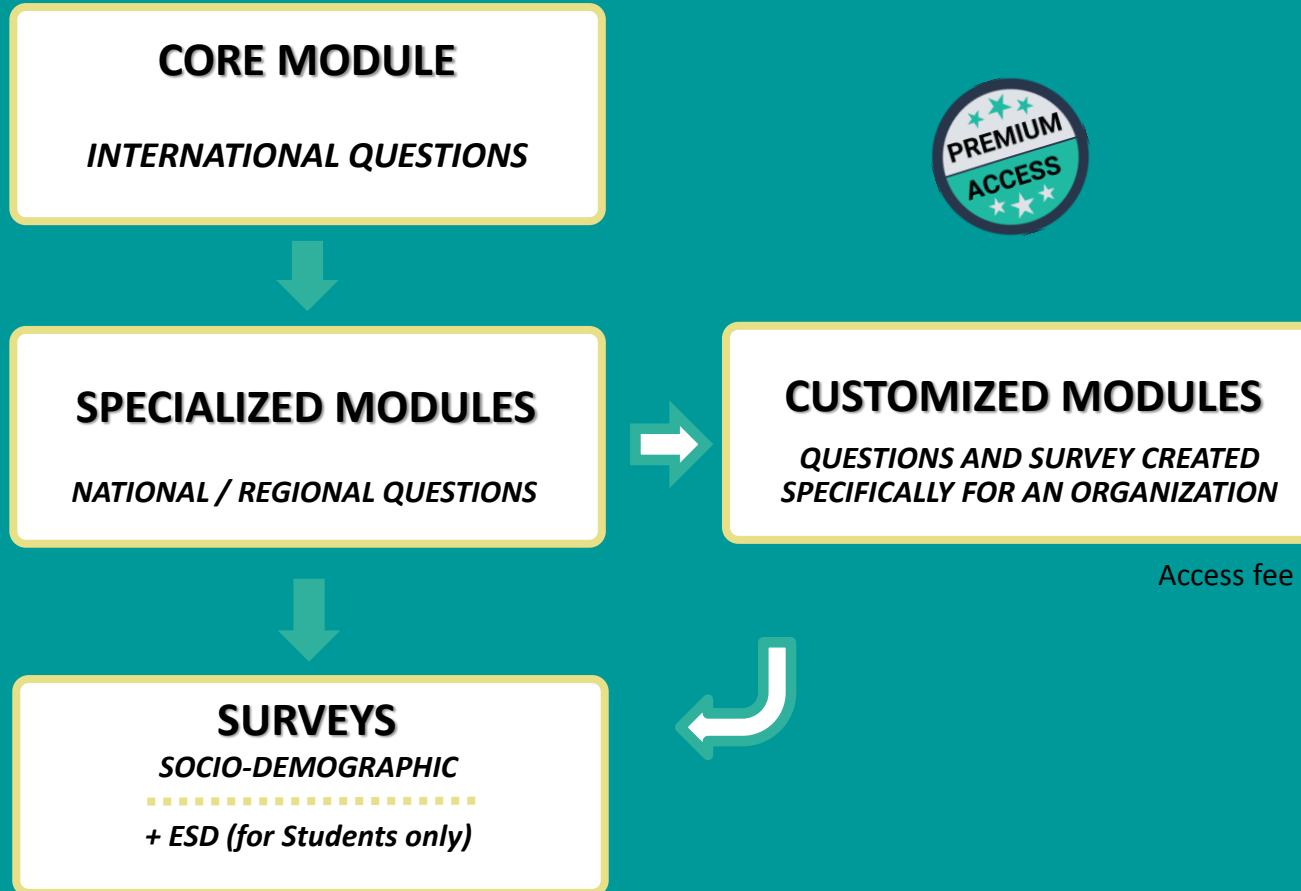 CORE MODULE
INTERNATIONAL QUESTIONS
PREMIUM
ACCESS
SPECIALIZED MODULES
NATIONAL / REGIONAL QUESTIONS
CUSTOMIZED MODULES
QUESTIONS AND SURVEY CREATED
SPECIFICALLY FOR AN ORGANIZATION
Access fee
SURVEYS
SOCIO-DEMOGRAPHIC
+ ESD (for Students only)